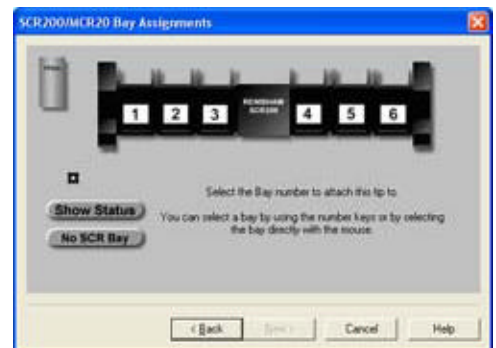 SCR200/MCR20 Bay Assignments
RENISHAW
SCR200
1 2 3 4 5 6
Select the Bay number to attach this tip to.
Show Status
You can select a bay by using the number keys or by selecting
the bay directly with the mouse.
No SCR Bay
< Back Next > Cancel Help